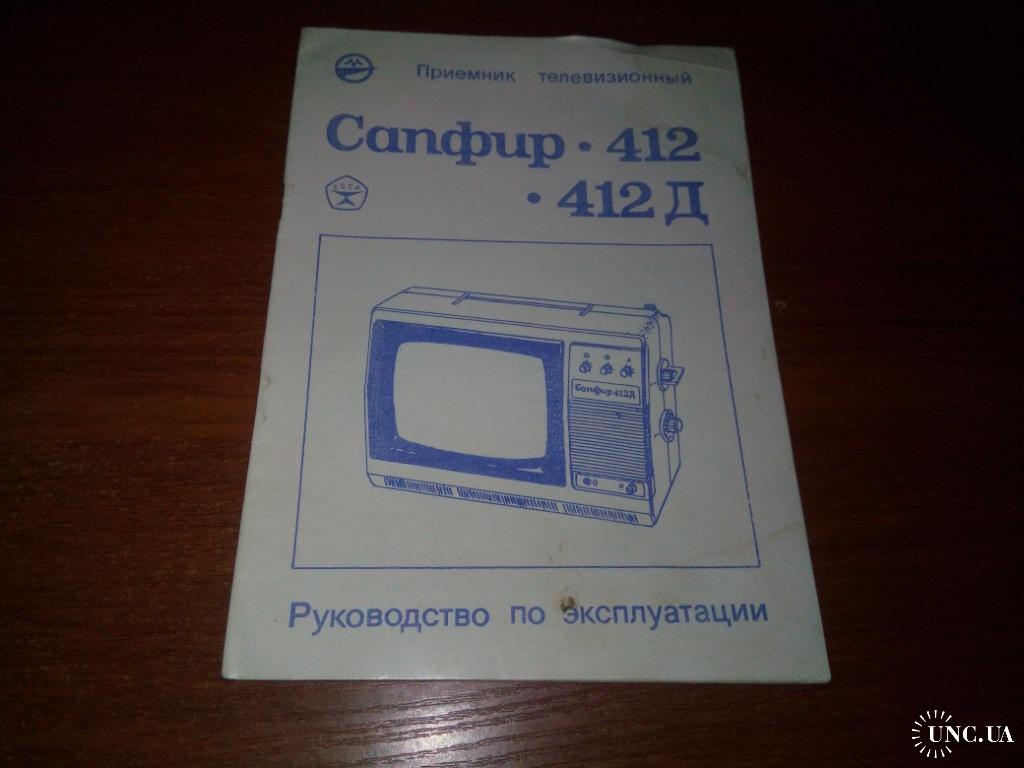 Приемник телевизионный
Сапфир · 412
СССР
· 412 Д
Сапфир 412Д
Руководство по эксплуатации
UNC.UA